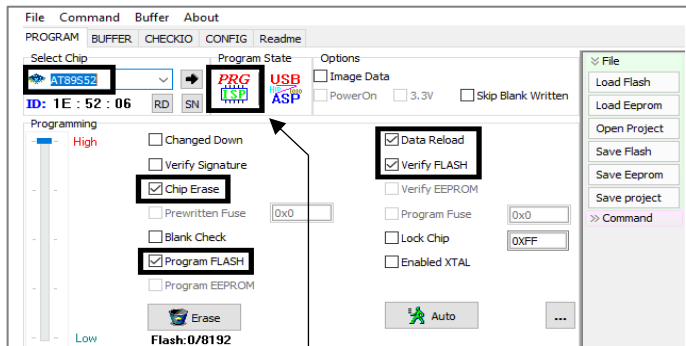 File Command Buffer About
PROGRAM BUFFER CHECKIO CONFIG Readme
Select Chip
Program State
Options
AT89S52
PRG
ISP
USB
ASP
Image Data
PowerOn
3.3V
Skip Blank Written
ID: 1E : 52 : 06
RD
SN
Programming
High
Low
Changed Down
Verify Signature
Chip Erase
Prewritten Fuse
0x0
Blank Check
Program FLASH
Program EEPROM
Erase
Flash:0/8192
Data Reload
Verify FLASH
Verify EEPROM
Program Fuse
0x0
Lock Chip
0XFF
Enabled XTAL
Auto
...
File
Load Flash
Load Eeprom
Open Project
Save Flash
Save Eeprom
Save project
Command